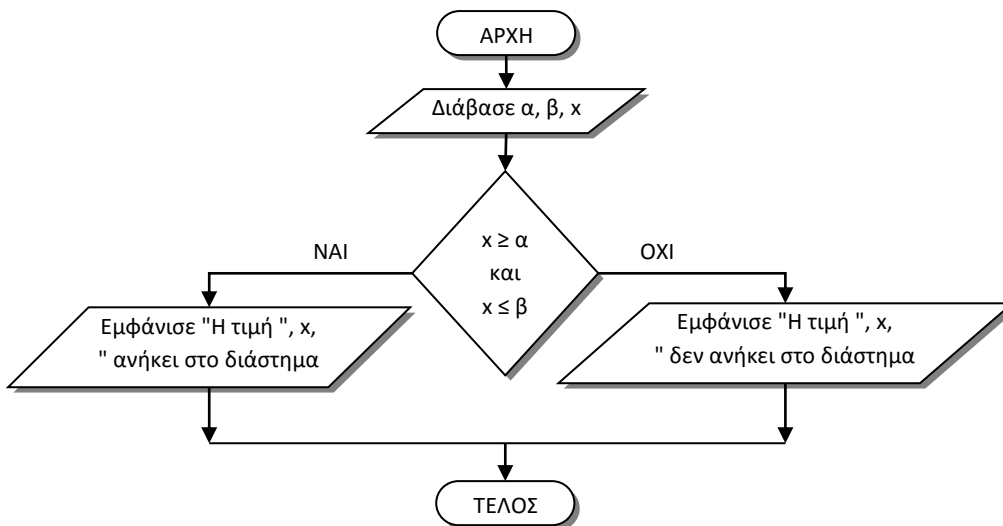 ΑΡΧΗ
Διάβασε α, β, x
x ≥ α
και
x ≤ β
ΝΑΙ
ΟΧΙ
Εμφάνισε "Η τιμή ", x,
" ανήκει στο διάστημα
Εμφάνισε "Η τιμή ", x,
" δεν ανήκει στο διάστημα
ΤΕΛΟΣ